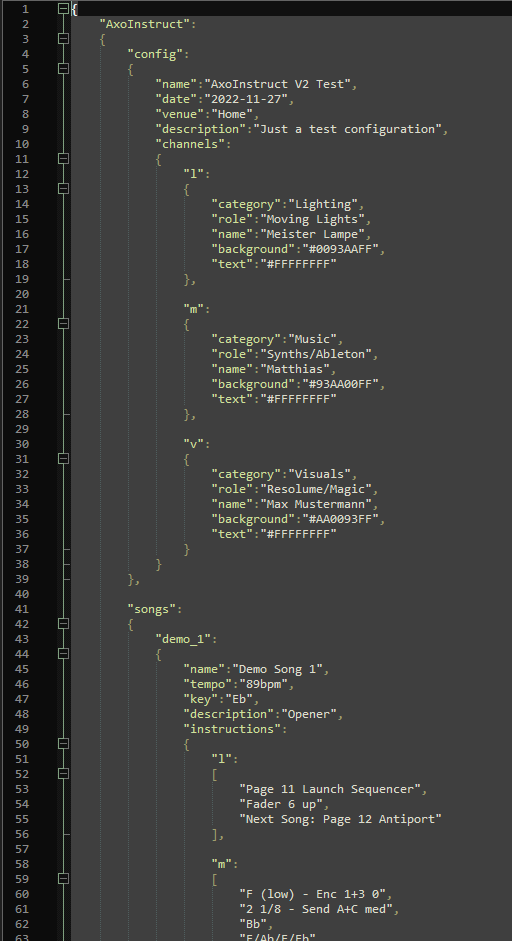 1 {
2 "AxoInstruct":
3 {
4 "config":
5 {
6 "name":"AxoInstruct V2 Test",
7 "date":"2022-11-27",
8 "venue":"Home",
9 "description":"Just a test configuration",
10 "channels":
11 {
12 "l":
13 {
14 "category":"Lighting",
15 "role":"Moving Lights",
16 "name":"Meister Lampe",
17 "background":"#0093AAFF",
18 "text":"#FFFFFFFF"
19 },
20
21 "m":
22 {
23 "category":"Music",
24 "role":"Synths/Ableton",
25 "name":"Matthias",
26 "background":"#93AA00FF",
27 "text":"#FFFFFFFF"
28 },
29
30 "v":
31 {
32 "category":"Visuals",
33 "role":"Resolume/Magic",
34 "name":"Max Mustermann",
35 "background":"#AA0093FF",
36 "text":"#FFFFFFFF"
37 }
38 }
39 },
40
41 "songs":
42 {
43 "demo_1":
44 {
45 "name":"Demo Song 1",
46 "tempo":"89bpm",
47 "key":"Eb",
48 "description":"Opener",
49 "instructions":
50 {
51 "l":
52 [
53 "Page 11 Launch Sequencer",
54 "Fader 6 up",
55 "Next Song: Page 12 Antiport"
56 ],
57
58 "m":
59 [
60 "F (low) - Enc 1+3 0",
61 "2 1/8 - Send A+C med",
62 "Bb",
63